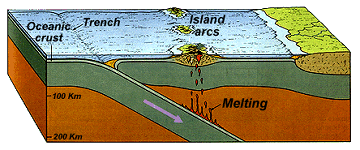 Oceanic
crust
Trench
Island
arcs
100 Km
Melting
200 Km